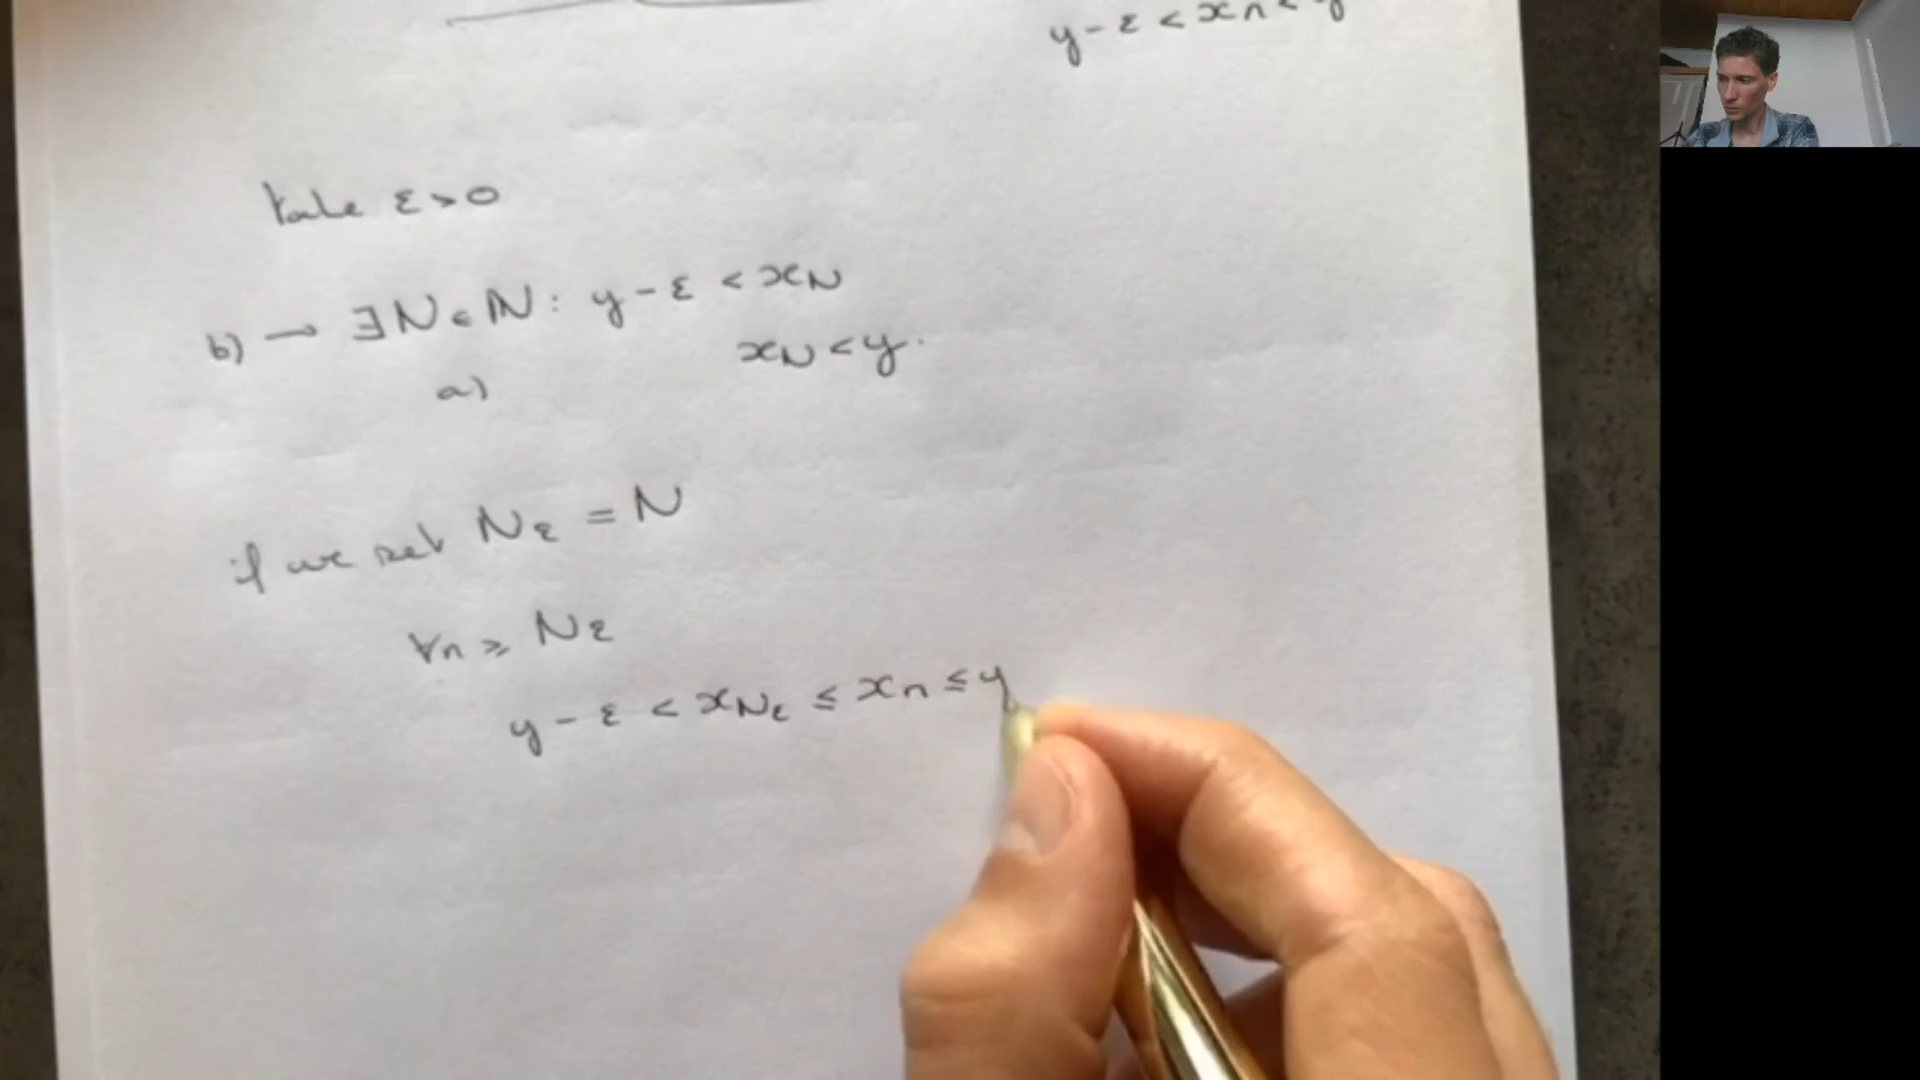 y - ε < xn < y
take ε > 0
b) → ∃N ∈ ℕ : y - ε < xN
a) xN < y.
if we set Nε = N
∀n ≥ Nε
y - ε < xNε ≤ xn ≤ y